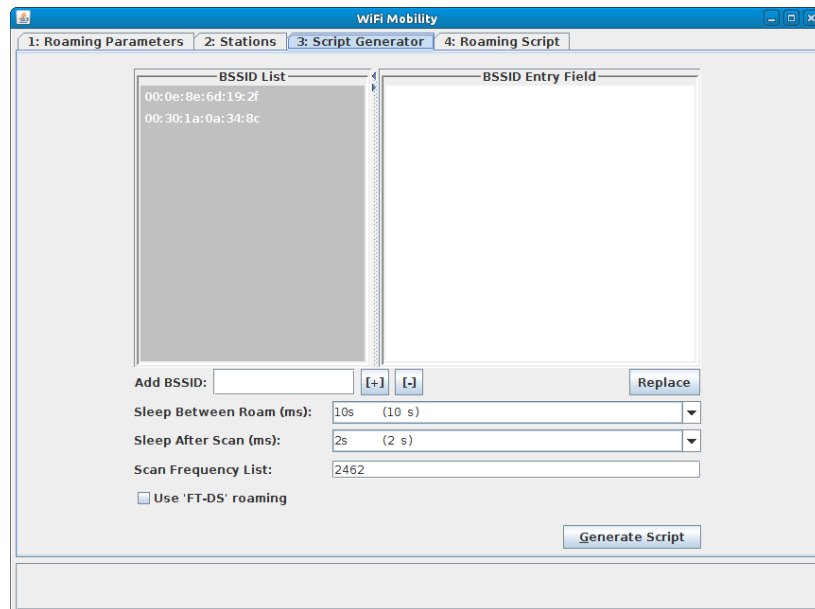 WiFi Mobility
1: Roaming Parameters 2: Stations 3: Script Generator 4: Roaming Script
BSSID List BSSID Entry Field
00:0e:8e:6d:19:2f
00:30:1a:0a:34:8c
Add BSSID: [+] [-] Replace
Sleep Between Roam (ms): 10s (10 s)
Sleep After Scan (ms): 2s (2 s)
Scan Frequency List: 2462
Use 'FT-DS' roaming
Generate Script